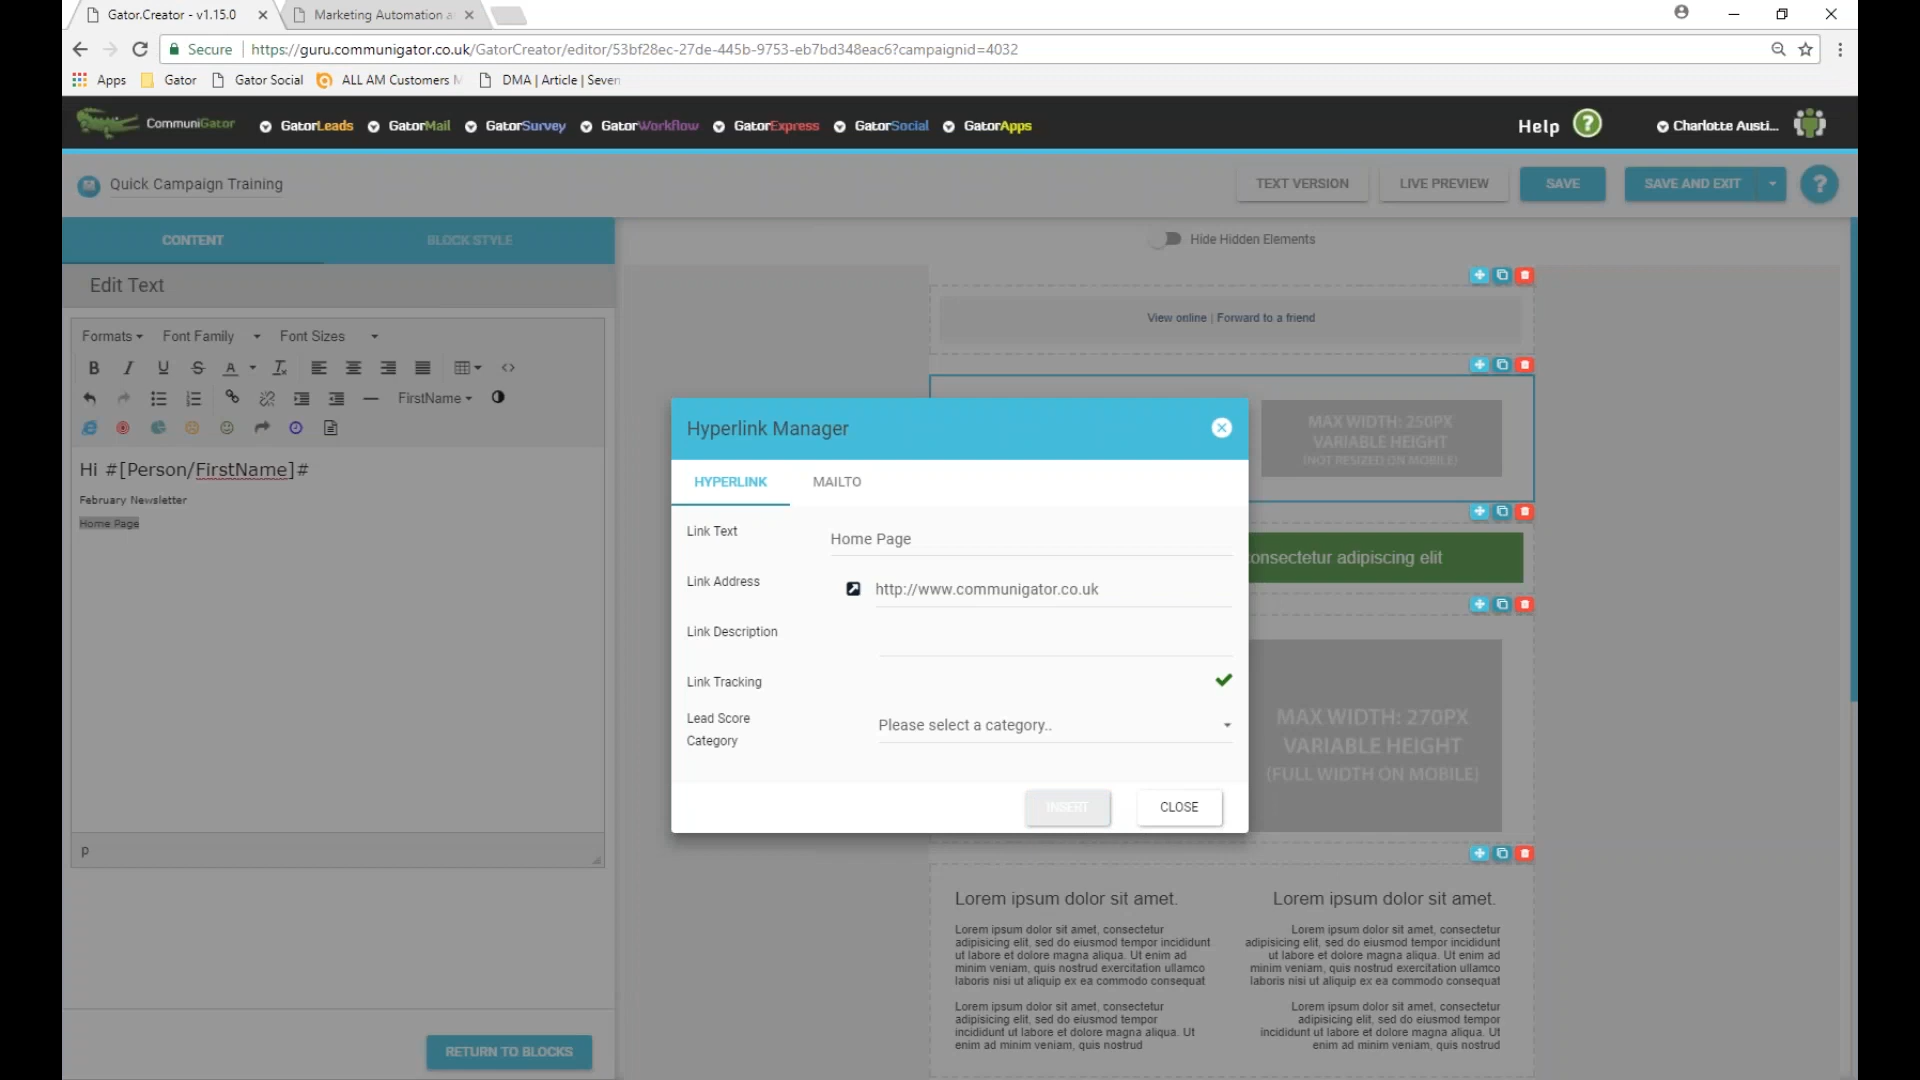 Gator.Creator - v1.15.0
Marketing Automation a
Secure
https://guru.communigator.co.uk/GatorCreator/editor/53bf28ec-27de-445b-9753-eb7bd348eac6?campaignid=4032
Apps
Gator
Gator Social
ALL AM Customers M
DMA | Article | Seven
CommuniGator
GatorLeads
GatorMail
GatorSurvey
GatorWorkflow
GatorExpress
GatorSocial
GatorApps
Help
?
Charlotte Austi...
Quick Campaign Training
TEXT VERSION
LIVE PREVIEW
SAVE
SAVE AND EXIT
?
CONTENT
BLOCK STYLE
Hide Hidden Elements
Edit Text
Formats
Font Family
Font Sizes
FirstName
Hi #[Person/FirstName]#
February Newsletter
Home Page
p
RETURN TO BLOCKS
View online | Forward to a friend
MAX WIDTH: 250PX
VARIABLE HEIGHT
(NOT RESIZED ON MOBILE)
onsectetur adipiscing elit
MAX WIDTH: 270PX
VARIABLE HEIGHT
(FULL WIDTH ON MOBILE)
Hyperlink Manager
HYPERLINK
MAILTO
Link Text
Home Page
Link Address
http://www.communigator.co.uk
Link Description
Link Tracking
Lead Score
Category
Please select a category..
INSERT
CLOSE
Lorem ipsum dolor sit amet.
Lorem ipsum dolor sit amet, consectetur
adipisicing elit, sed do eiusmod tempor incididunt
ut labore et dolore magna aliqua. Ut enim ad
minim veniam, quis nostrud exercitation ullamco
laboris nisi ut aliquip ex ea commodo consequat
Lorem ipsum dolor sit amet, consectetur
adipisicing elit, sed do eiusmod tempor
incididunt ut labore et dolore magna aliqua. Ut
enim ad minim veniam, quis nostrud
Lorem ipsum dolor sit amet.
Lorem ipsum dolor sit amet, consectetur
adipisicing elit, sed do eiusmod tempor incididunt
ut labore et dolore magna aliqua. Ut enim ad
minim veniam, quis nostrud exercitation ullamco
laboris nisi ut aliquip ex ea commodo consequat
Lorem ipsum dolor sit amet, consectetur
adipisicing elit, sed do eiusmod tempor
incididunt ut labore et dolore magna aliqua. Ut
enim ad minim veniam, quis nostrud